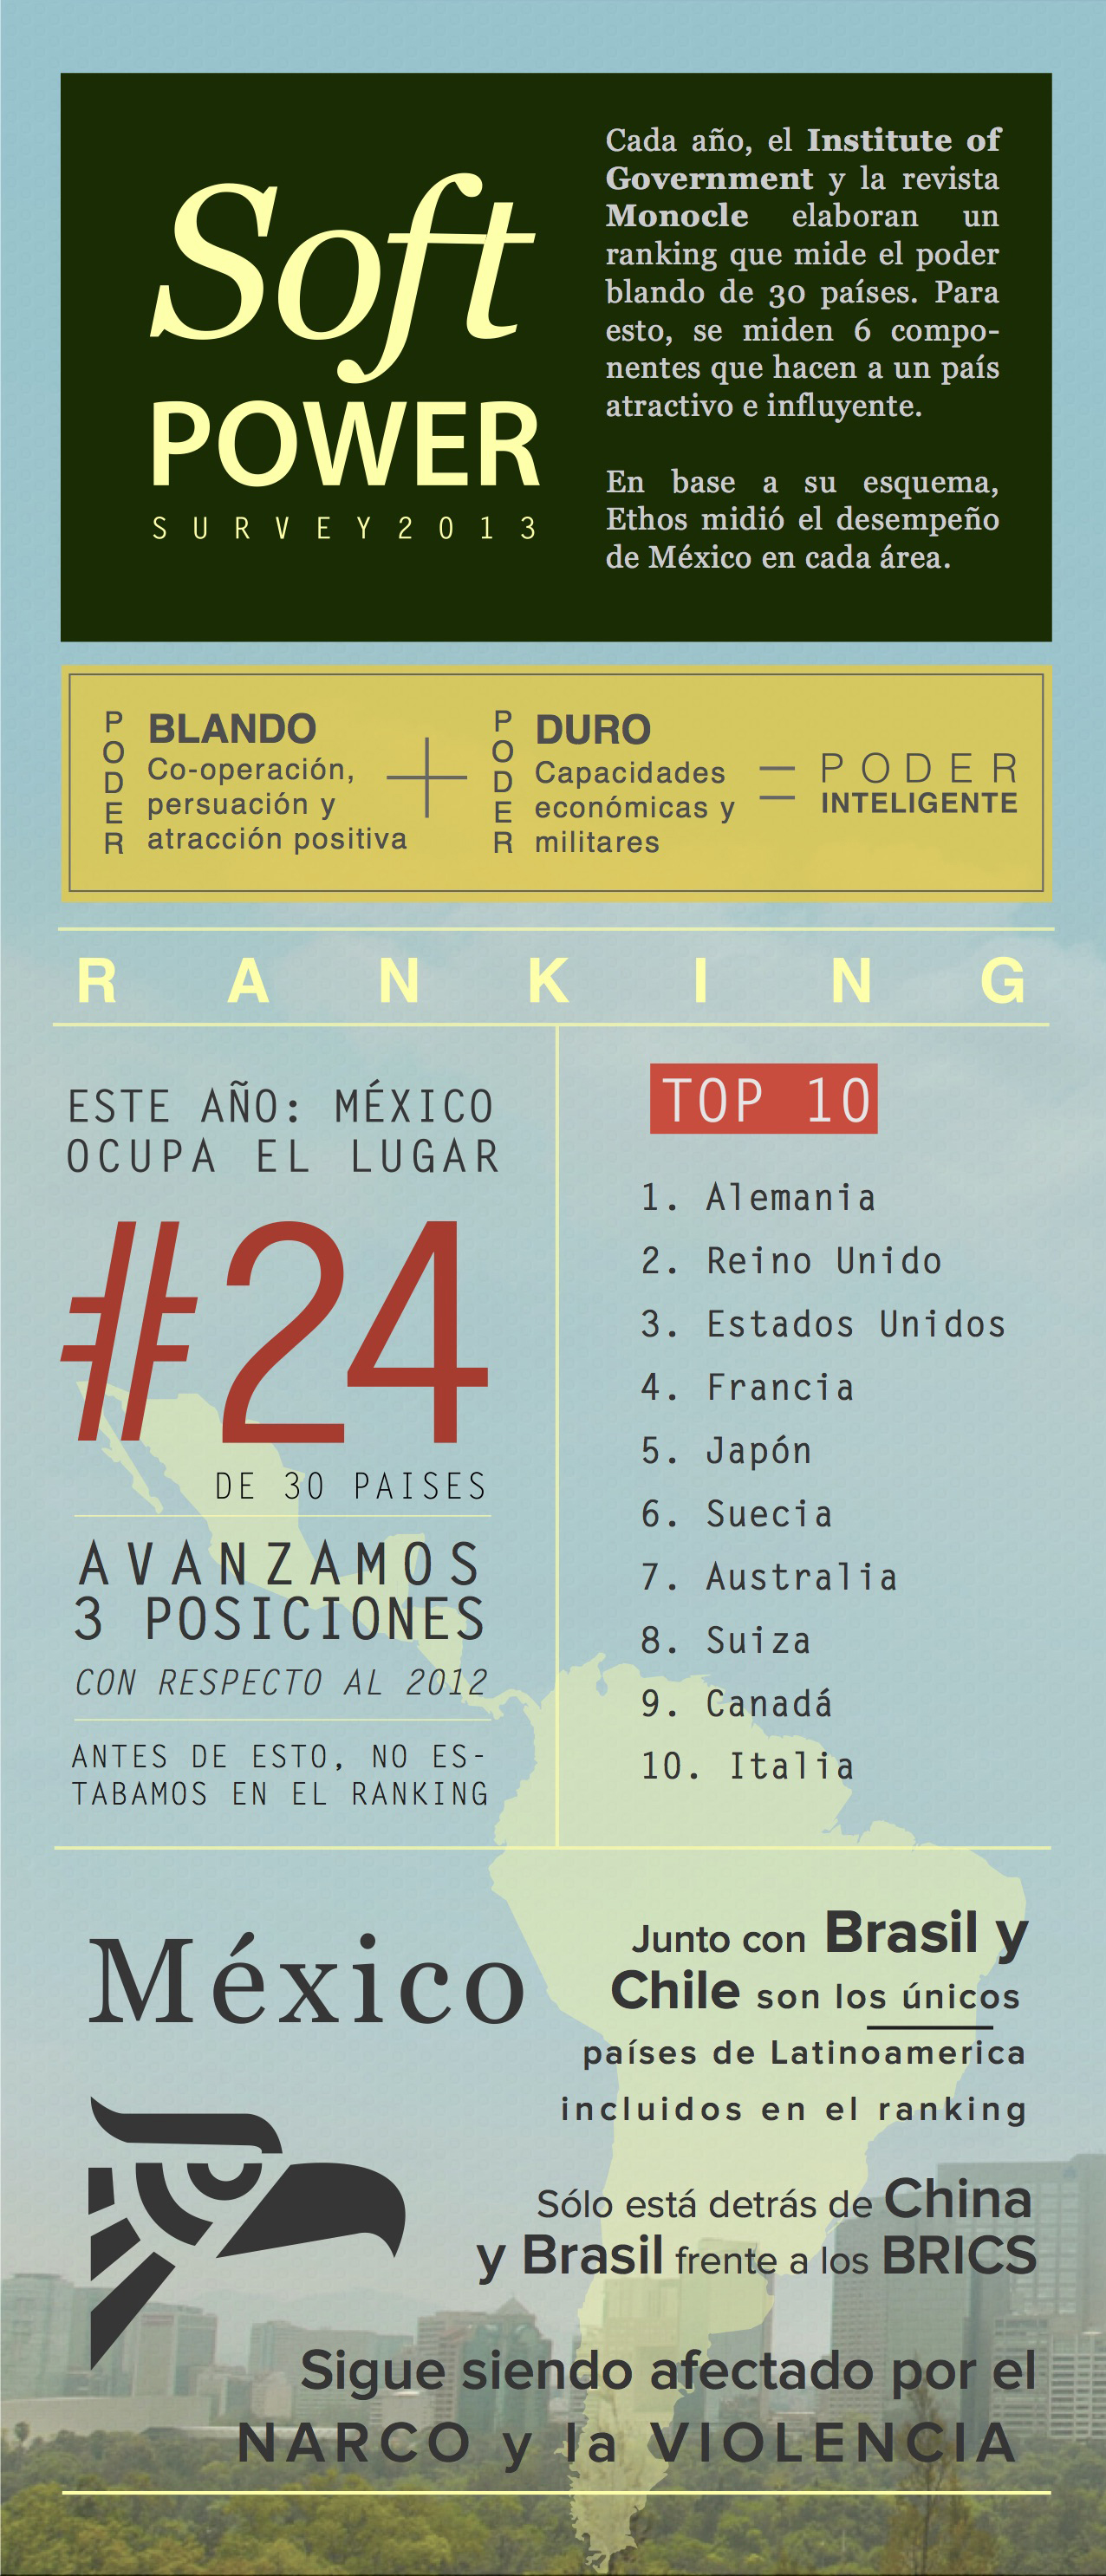 Soft
POWER
SURVEY2013
Cada año, el Institute of
Government y la revista
Monocle elaboran un
ranking que mide el poder
blando de 30 países. Para
esto, se miden 6 compo-
nentes que hacen a un país
atractivo e influyente.
En base a su esquema,
Ethos midió el desempeño
de México en cada área.
PODER
BLANDO
Co-operación,
persuación y
atracción positiva
+
PODER
DURO
Capacidades
económicas y
militares
=
PODER
INTELIGENTE
RANKING
ESTE AÑO: MÉXICO
OCUPA EL LUGAR
#24
DE 30 PAISES
AVANZAMOS
3 POSICIONES
CON RESPECTO AL 2012
ANTES DE ESTO, NO ES-
TABAMOS EN EL RANKING
TOP 10
1. Alemania
2. Reino Unido
3. Estados Unidos
4. Francia
5. Japón
6. Suecia
7. Australia
8. Suiza
9. Canadá
10. Italia
México
Junto con Brasil y
Chile son los únicos
países de Latinoamerica
incluidos en el ranking
Sólo está detrás de China
y Brasil frente a los BRICS
Sigue siendo afectado por el
NARCO y la VIOLENCIA